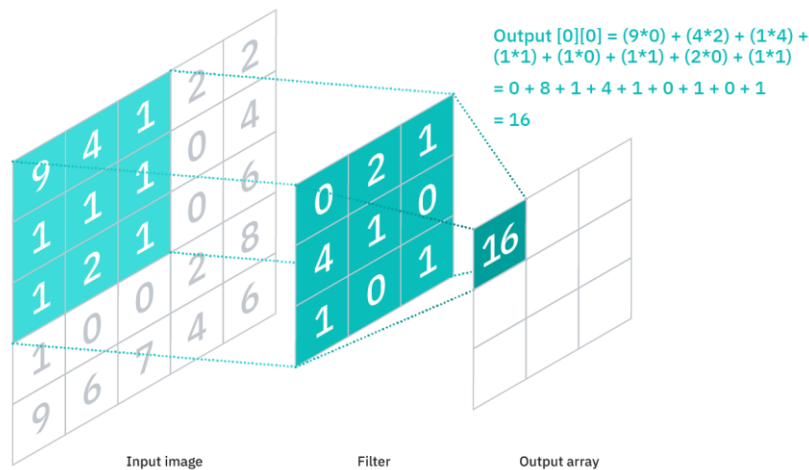 Output [0][0] = (9*0) + (4*2) + (1*4) +
(1*1) + (1*0) + (1*1) + (2*0) + (1*1)
= 0 + 8 + 1 + 4 + 1 + 0 + 1 + 0 + 1
= 16
9 4 1 2 2
1 1 1 0 4
1 2 1 0 6
1 0 0 2 8
9 6 7 4 6
0 2 1
4 1 0
1 0 1
16
Input image
Filter
Output array